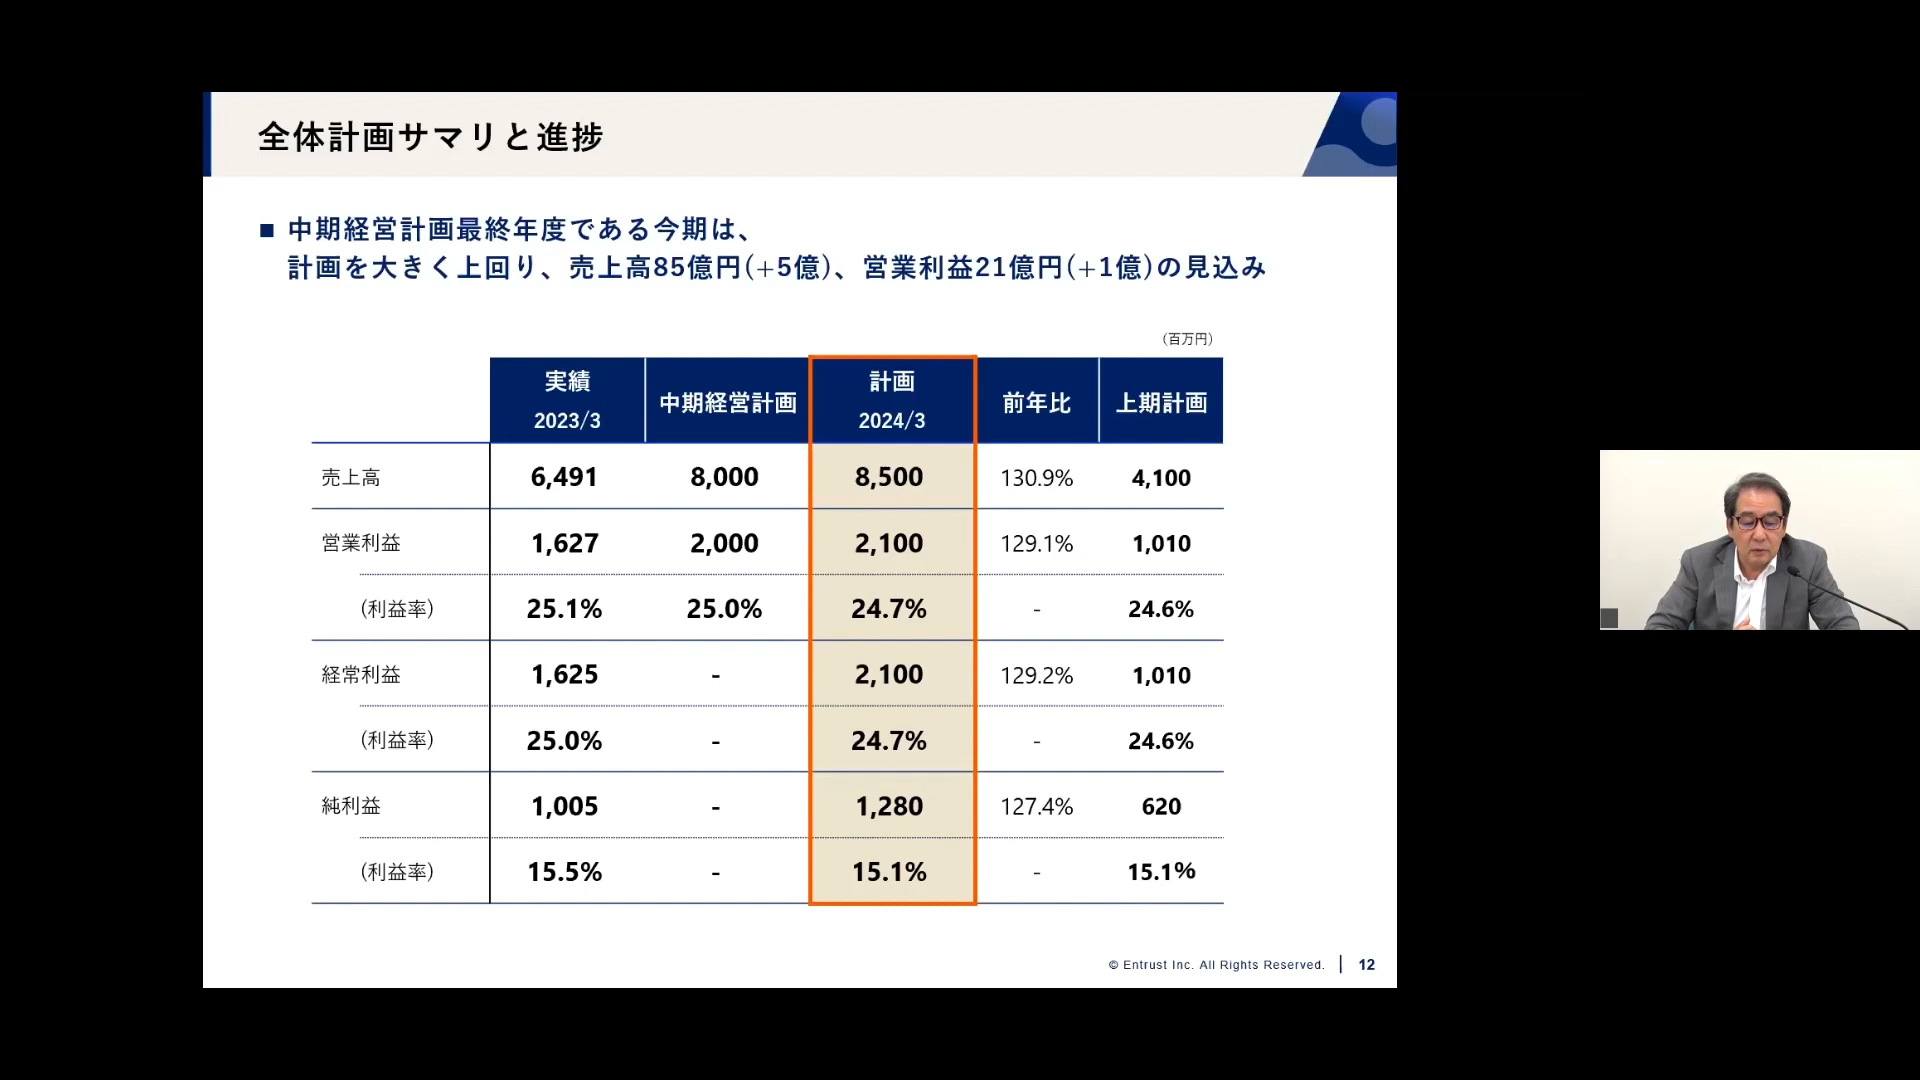 全体計画サマリと進捗
■ 中期経営計画最終年度である今期は、
計画を大きく上回り、売上高85億円(+5億)、営業利益21億円(+1億)の見込み
(百万円)
実績 2023/3 中期経営計画 計画 2024/3 前年比 上期計画
売上高 6,491 8,000 8,500 130.9% 4,100
営業利益 1,627 2,000 2,100 129.1% 1,010
(利益率) 25.1% 25.0% 24.7% - 24.6%
経常利益 1,625 - 2,100 129.2% 1,010
(利益率) 25.0% - 24.7% - 24.6%
純利益 1,005 - 1,280 127.4% 620
(利益率) 15.5% - 15.1% - 15.1%
© Entrust Inc. All Rights Reserved. | 12